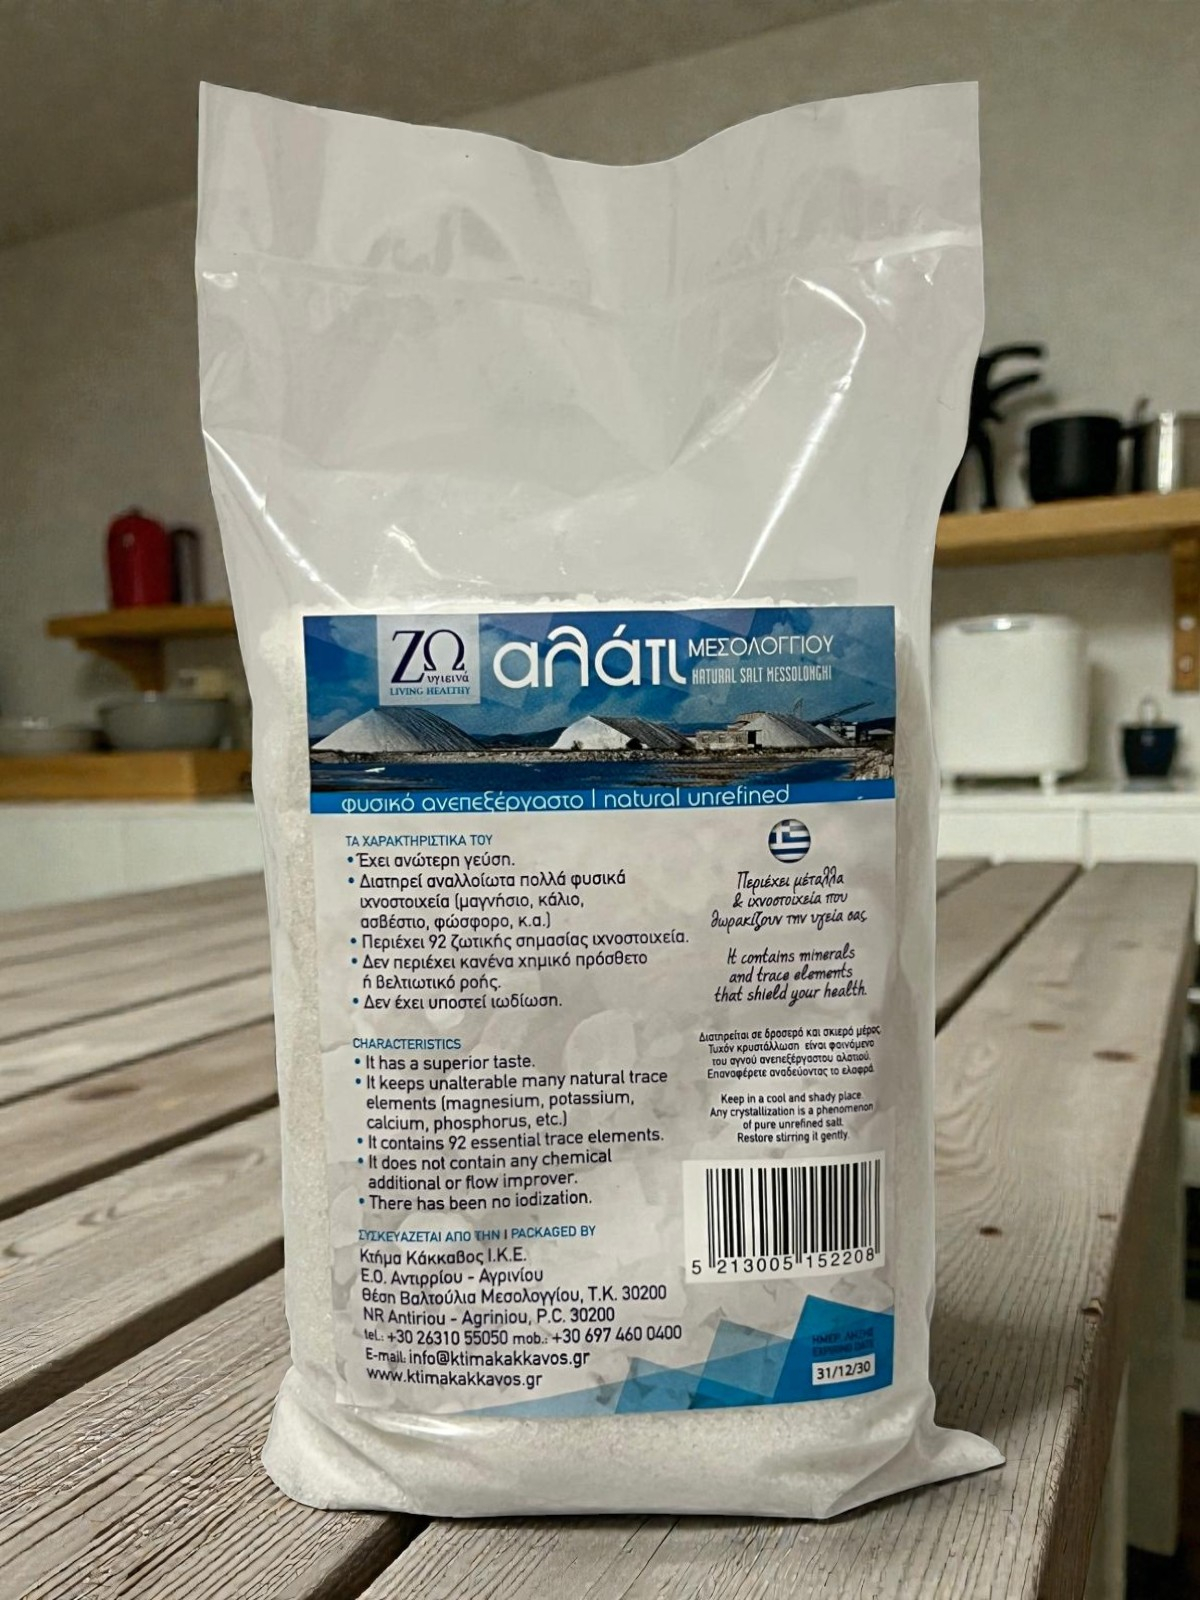 ΖΩ
υγιεινά
LIVING HEALTHY
αλάτι ΜΕΣΟΛΟΓΓΙΟΥ
NATURAL SALT MESSOLONGHI
φυσικό ανεπεξέργαστο | natural unrefined
ΤΑ ΧΑΡΑΚΤΗΡΙΣΤΙΚΑ ΤΟΥ
• Έχει ανώτερη γεύση.
• Διατηρεί αναλλοίωτα πολλά φυσικά
ιχνοστοιχεία (μαγνήσιο, κάλιο,
ασβέστιο, φώσφορο, κ.α.)
• Περιέχει 92 ζωτικής σημασίας ιχνοστοιχεία.
• Δεν περιέχει κανένα χημικό πρόσθετο
ή βελτιωτικό ροής.
• Δεν έχει υποστεί ιωδίωση.
CHARACTERISTICS
• It has a superior taste.
• It keeps unalterable many natural trace
elements (magnesium, potassium,
calcium, phosphorus, etc.)
• It contains 92 essential trace elements.
• It does not contain any chemical
additional or flow improver.
• There has been no iodization.
ΣΥΣΚΕΥΑΖΕΤΑΙ ΑΠΟ ΤΗΝ | PACKAGED BY
Κτήμα Κάκκαβος Ι.Κ.Ε.
Ε.Ο. Αντιρρίου - Αγρινίου
Θέση Βαλτούλια Μεσολογγίου, Τ.Κ. 30200
NR Antiriou - Agriniou, P.C. 30200
tel.: +30 26310 55050 mob.: +30 697 460 0400
E-mail: info@ktimakakkavos.gr
www.ktimakakkavos.gr
Περιέχει μέταλλα
& ιχνοστοιχεία που
θωρακίζουν την υγεία σας.
It contains minerals
and trace elements
that shield your health.
Διατηρείται σε δροσερό και σκιερό μέρος.
Τυχόν κρυστάλλωση είναι φαινόμενο
του αγνού ανεπεξέργαστου αλατιού.
Επαναφέρετε αναδεύοντας το ελαφρά.
Keep in a cool and shady place.
Any crystallization is a phenomenon
of pure unrefined salt.
Restore stirring it gently.
5 213005 152208
ΗΜΕΡ. ΛΗΞΗΣ
EXPIRING DATE
31/12/30